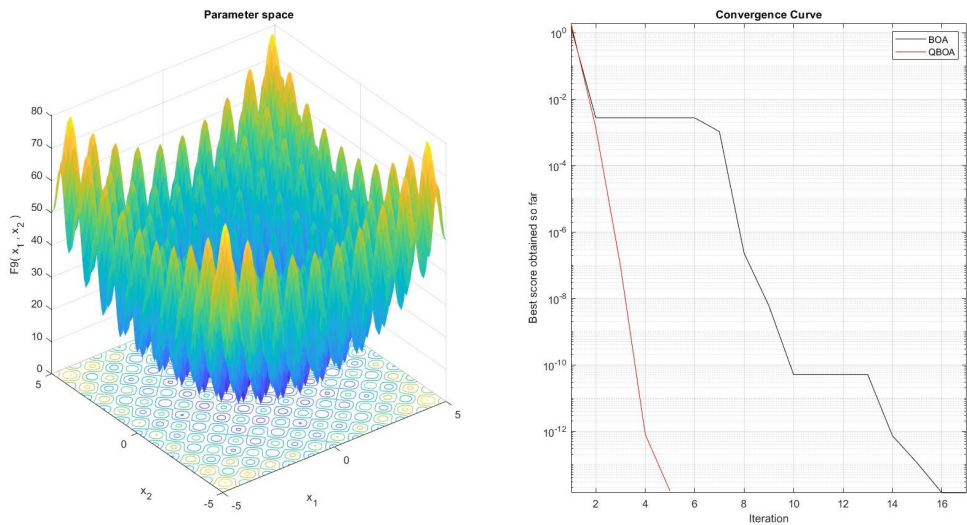 Parameter space
80
70
60
50
40
30
20
10
0
F9( x₁ , x₂ )
5
0
-5
x₂
-5
0
5
x₁
Convergence Curve
BOA
QBOA
10⁰
10⁻²
10⁻⁴
10⁻⁶
10⁻⁸
10⁻¹⁰
10⁻¹²
Best score obtained so far
2 4 6 8 10 12 14 16
Iteration